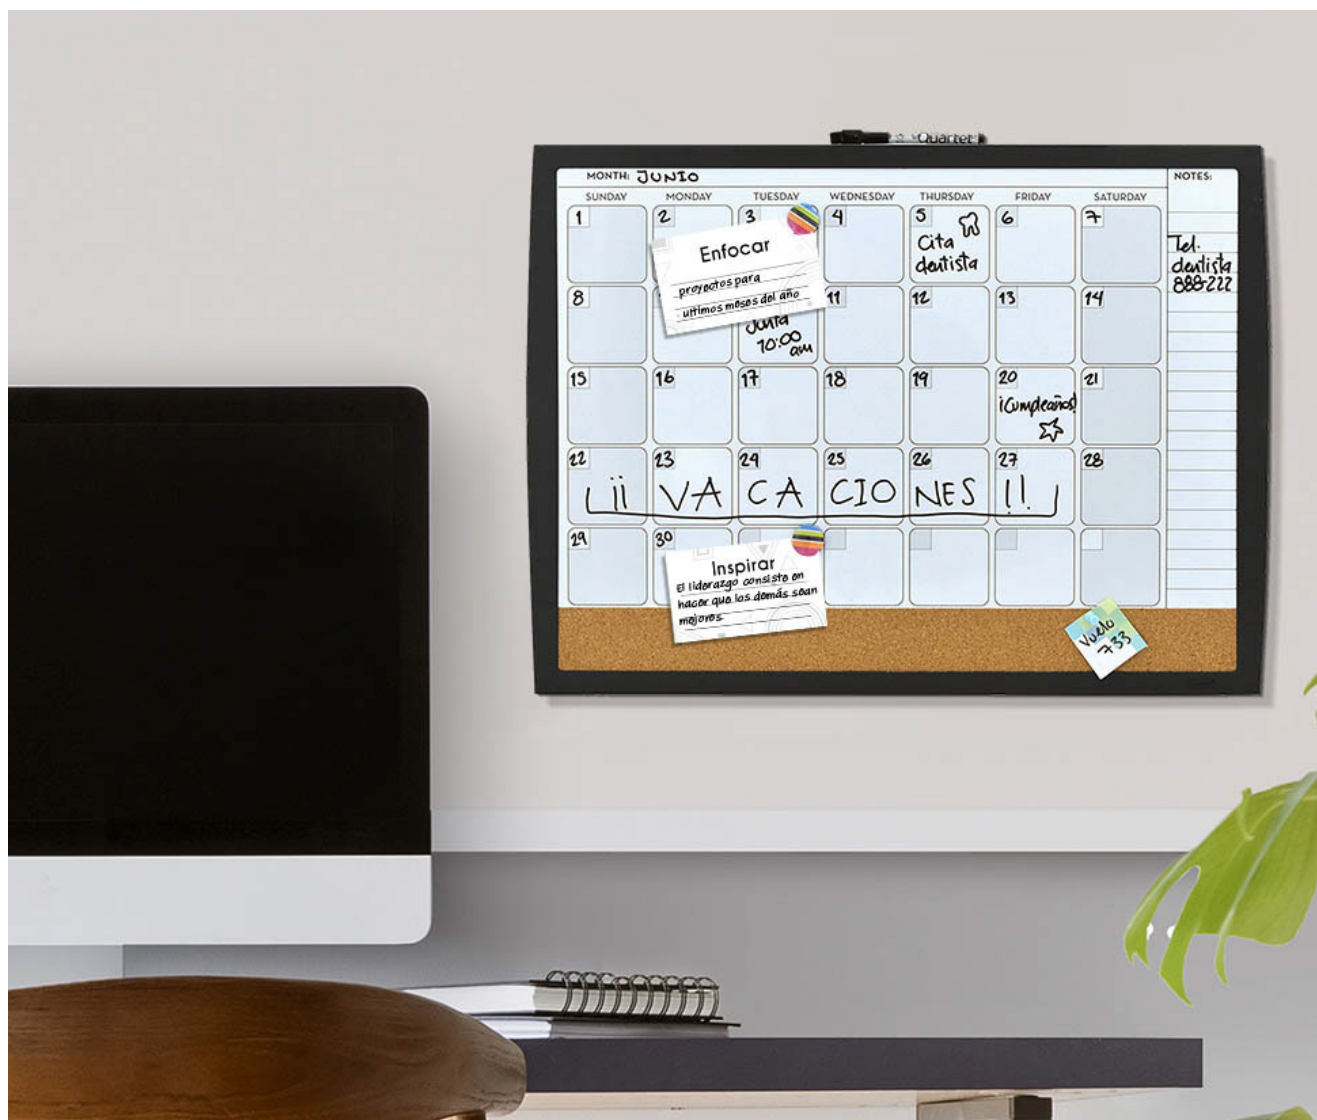 Quartet
MONTH: JUNIO
NOTES:
SUNDAY MONDAY TUESDAY WEDNESDAY THURSDAY FRIDAY SATURDAY
1 2 3 4 5 6 7
Enfocar
proyectos para
ultimos meses del año
Cita
dentista
Tel.
dentista
888-222
8 11 12 13 14
Junta
10:00
am
15 16 17 18 19 20 21
¡Cumpleaños!
22 23 24 25 26 27 28
¡¡ VA CA CIO NES !!
29 30
Inspirar
El liderazgo consiste en
hacer que los demás sean
mejores
Vuelo
733